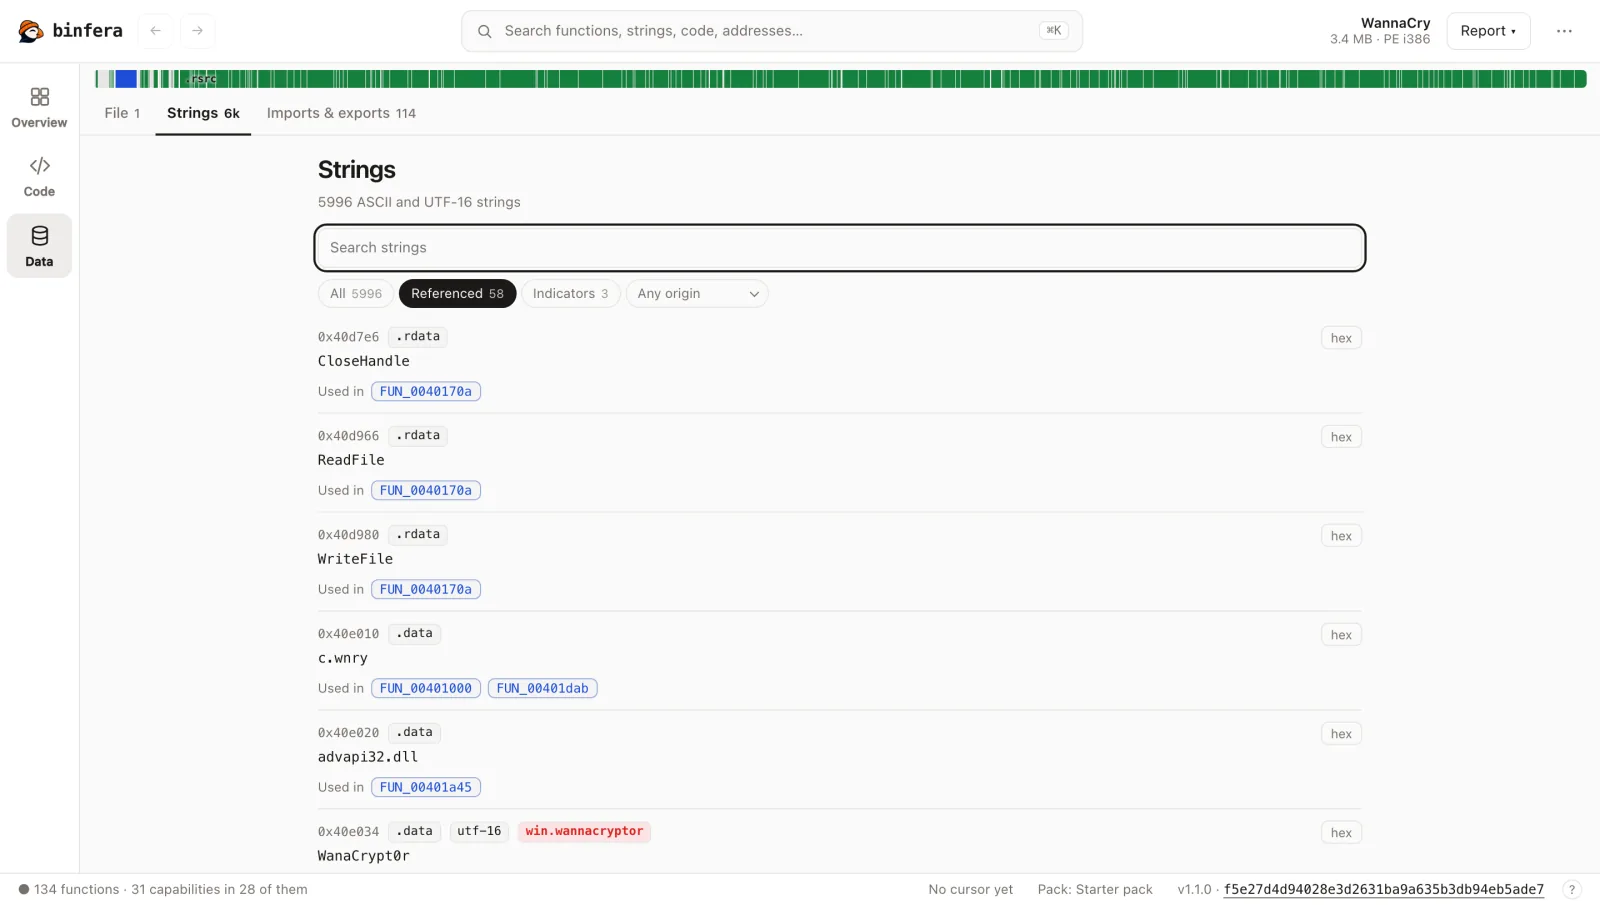 binfera
Search functions, strings, code, addresses... ⌘K
WannaCry
3.4 MB · PE i386
Report ▾
Overview
Code
Data
.rsrc
File 1 Strings 6k Imports & exports 114
Strings
5996 ASCII and UTF-16 strings
Search strings
All 5996 Referenced 58 Indicators 3 Any origin
0x40d7e6 .rdata hex
CloseHandle
Used in FUN_0040170a
0x40d966 .rdata hex
ReadFile
Used in FUN_0040170a
0x40d980 .rdata hex
WriteFile
Used in FUN_0040170a
0x40e010 .data hex
c.wnry
Used in FUN_00401000 FUN_00401dab
0x40e020 .data hex
advapi32.dll
Used in FUN_00401a45
0x40e034 .data utf-16 win.wannacryptor hex
WanaCrypt0r
134 functions · 31 capabilities in 28 of them No cursor yet Pack: Starter pack v1.1.0 · f5e27d4d94028e3d2631ba9a635b3db94eb5ade7 ?